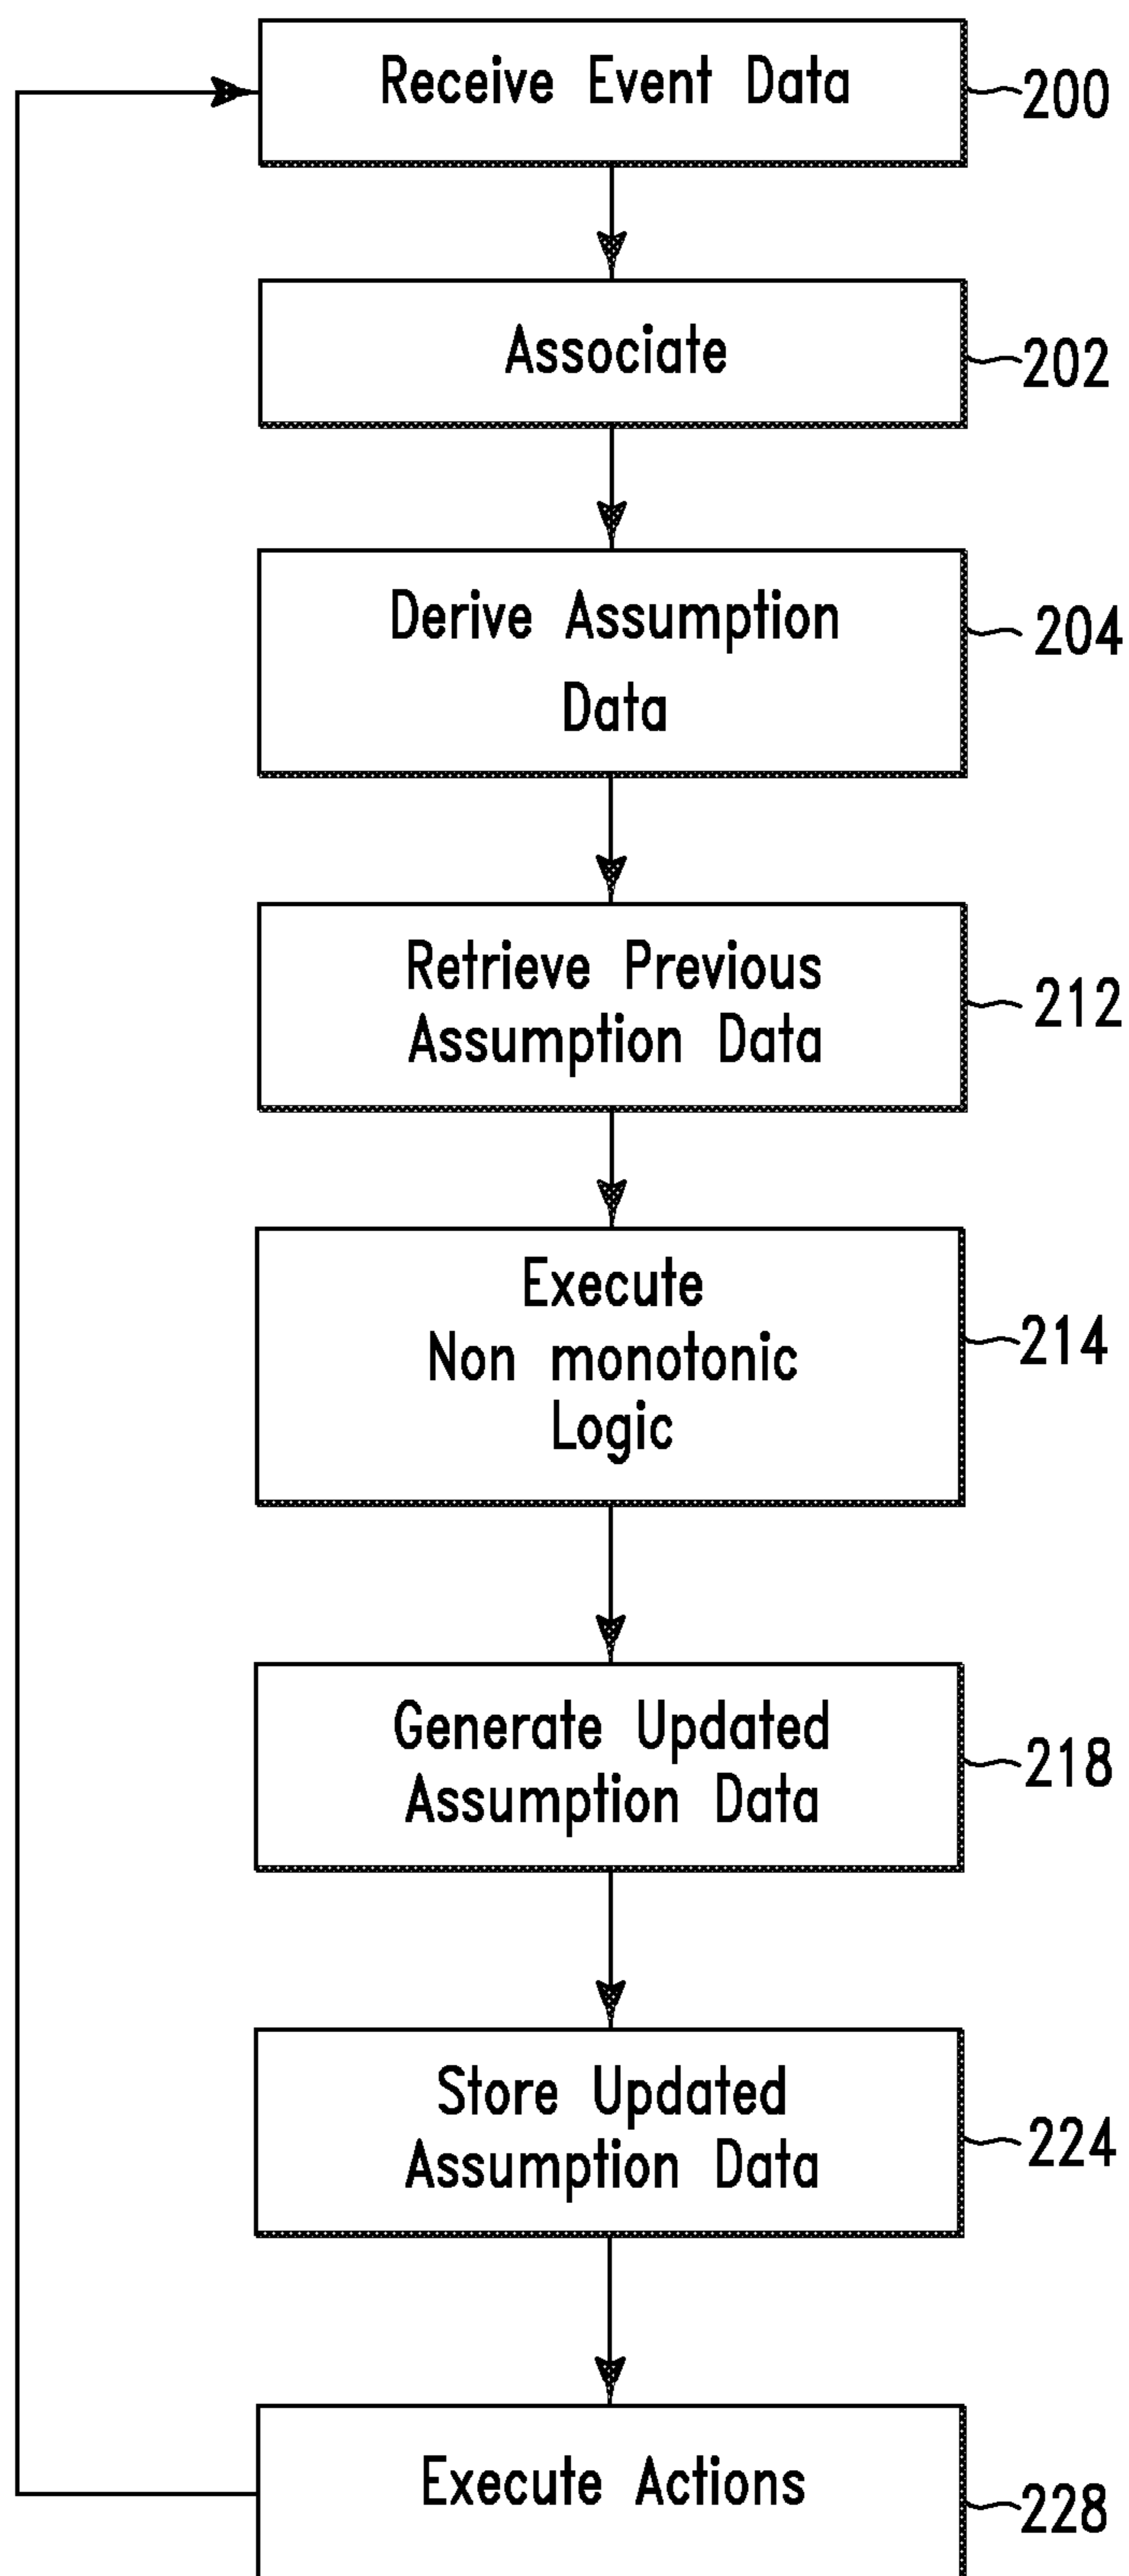 Receive Event Data
200
Associate
202
Derive Assumption
Data
204
Retrieve Previous
Assumption Data
212
Execute
Non monotonic
Logic
214
Generate Updated
Assumption Data
218
Store Updated
Assumption Data
224
Execute Actions
228